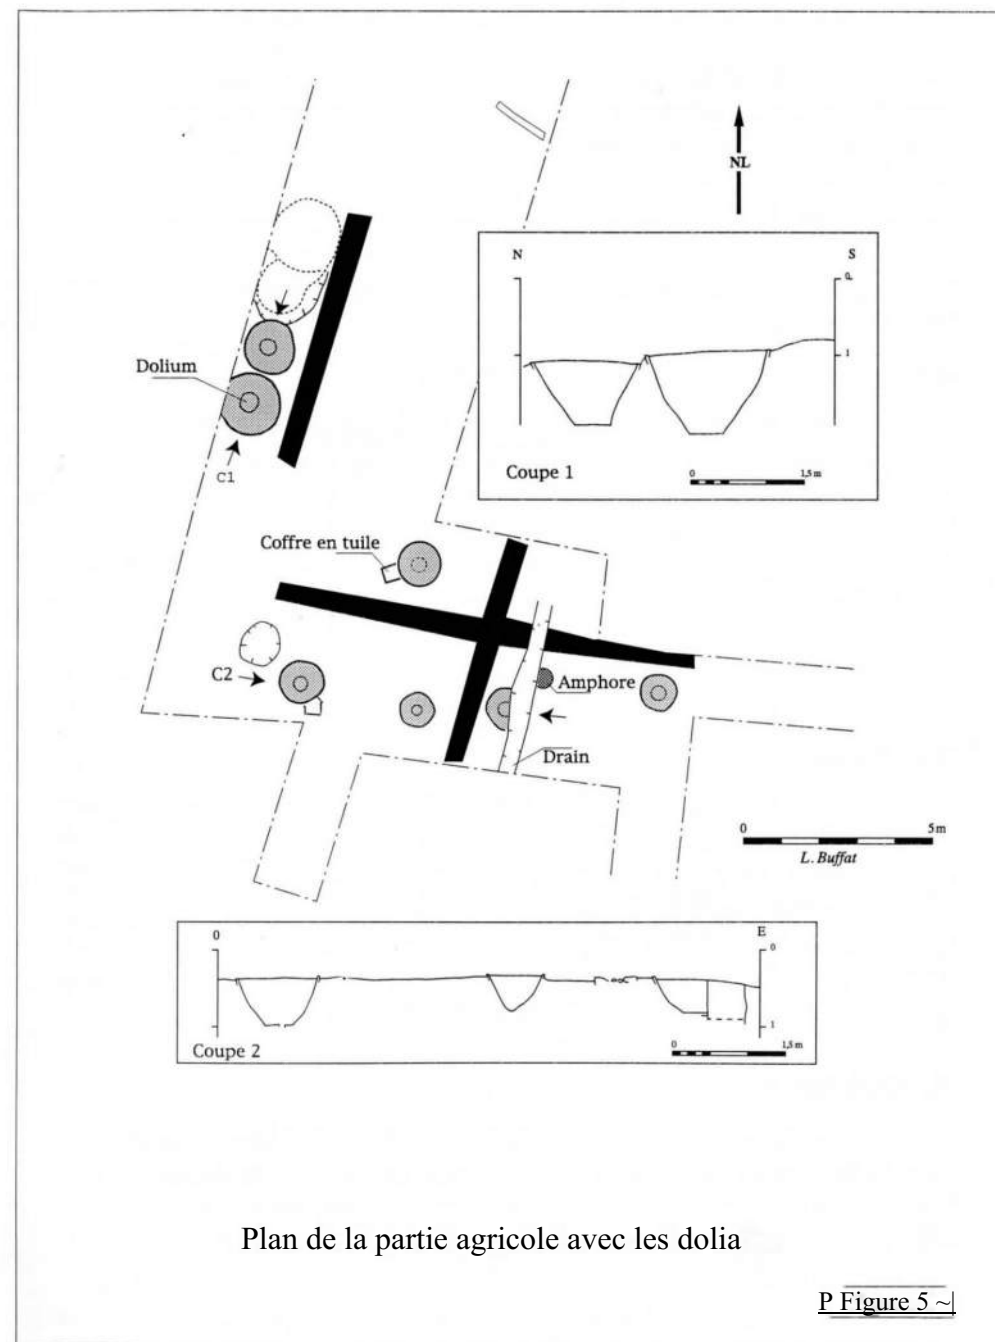 NL
N
S
0
1
Coupe 1
0
1,5 m
Dolium
C1
Coffre en tuile
C2
Amphore
Drain
0
5m
L. Buffat
0
E
0
1
Coupe 2
0
1,5 m
Plan de la partie agricole avec les dolia
P Figure 5 ~|